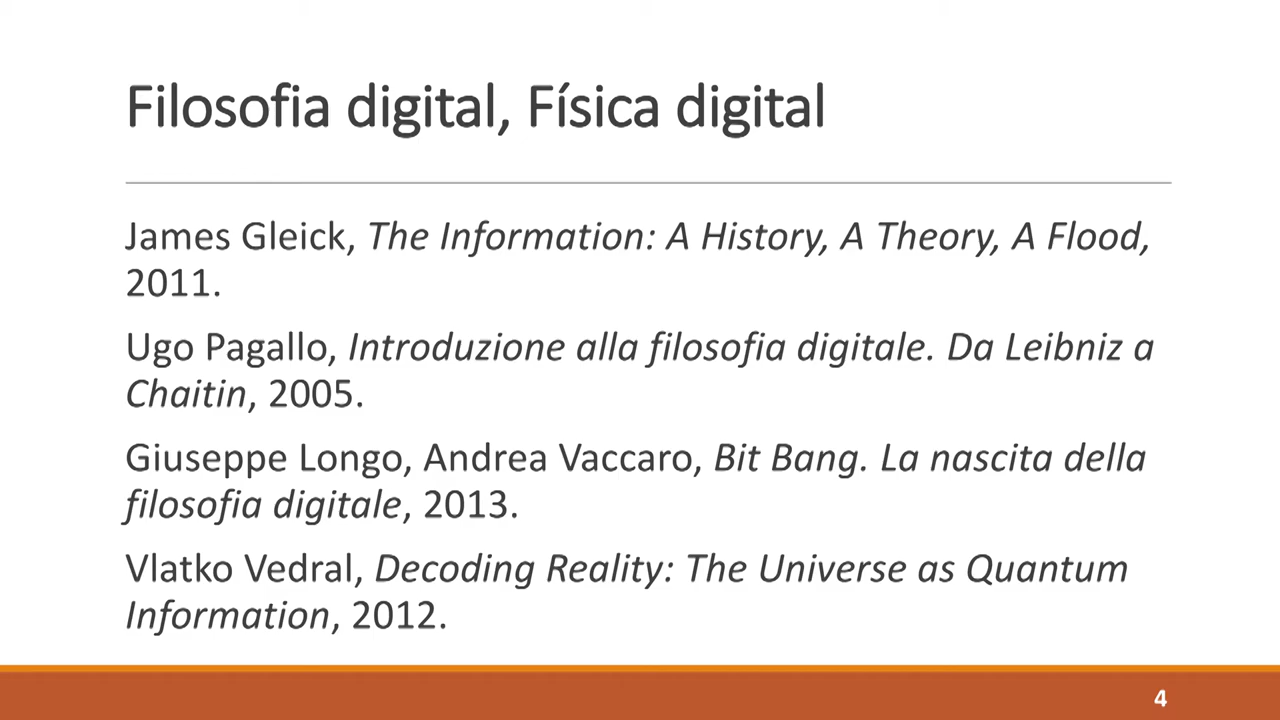 Filosofia digital, Física digital
James Gleick, The Information: A History, A Theory, A Flood,
2011.
Ugo Pagallo, Introduzione alla filosofia digitale. Da Leibniz a
Chaitin, 2005.
Giuseppe Longo, Andrea Vaccaro, Bit Bang. La nascita della
filosofia digitale, 2013.
Vlatko Vedral, Decoding Reality: The Universe as Quantum
Information, 2012.
4